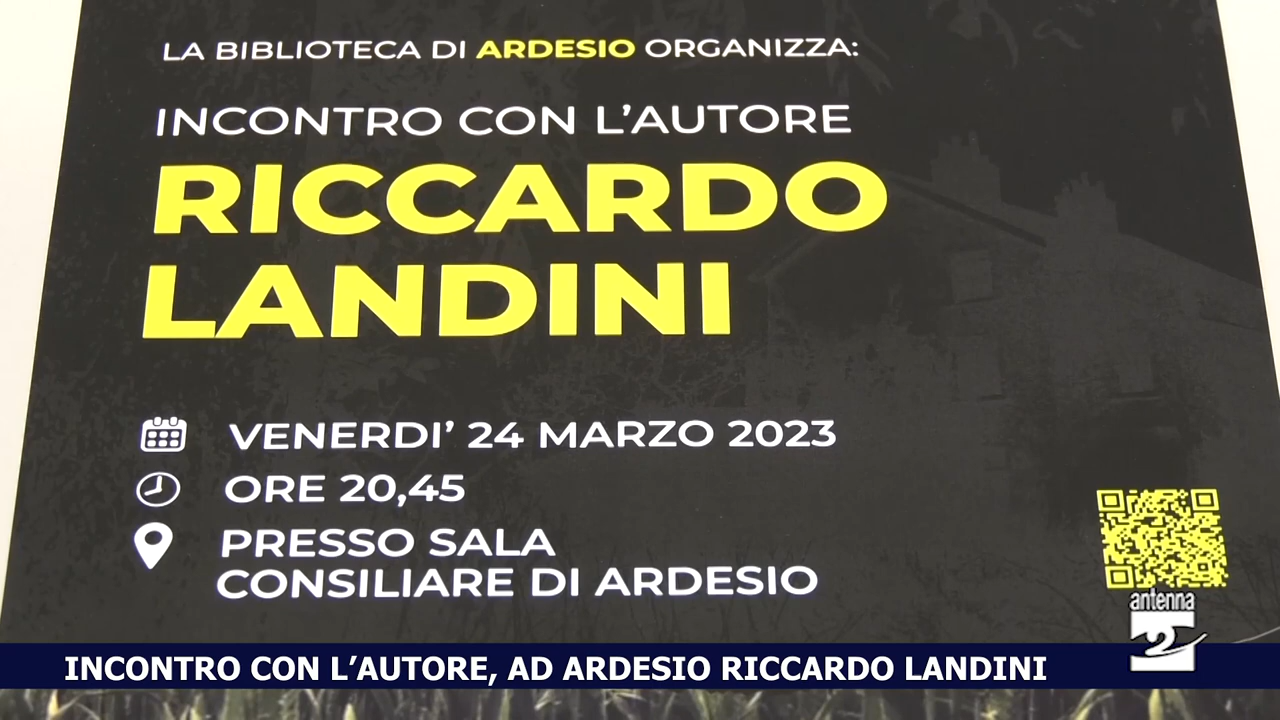 LA BIBLIOTECA DI ARDESIO ORGANIZZA:
INCONTRO CON L'AUTORE
RICCARDO
LANDINI
VENERDI' 24 MARZO 2023
ORE 20,45
PRESSO SALA
CONSILIARE DI ARDESIO
antenna
2
INCONTRO CON L'AUTORE, AD ARDESIO RICCARDO LANDINI